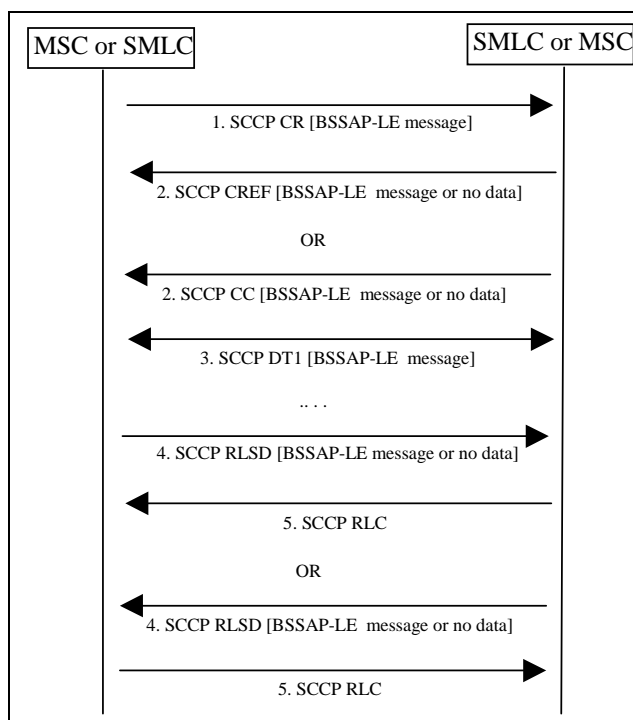 MSC or SMLC
SMLC or MSC
1. SCCP CR [BSSAP-LE message]
2. SCCP CREF [BSSAP-LE message or no data]
OR
2. SCCP CC [BSSAP-LE message or no data]
3. SCCP DT1 [BSSAP-LE message]
.. . .
4. SCCP RLSD [BSSAP-LE message or no data]
5. SCCP RLC
OR
4. SCCP RLSD [BSSAP-LE message or no data]
5. SCCP RLC